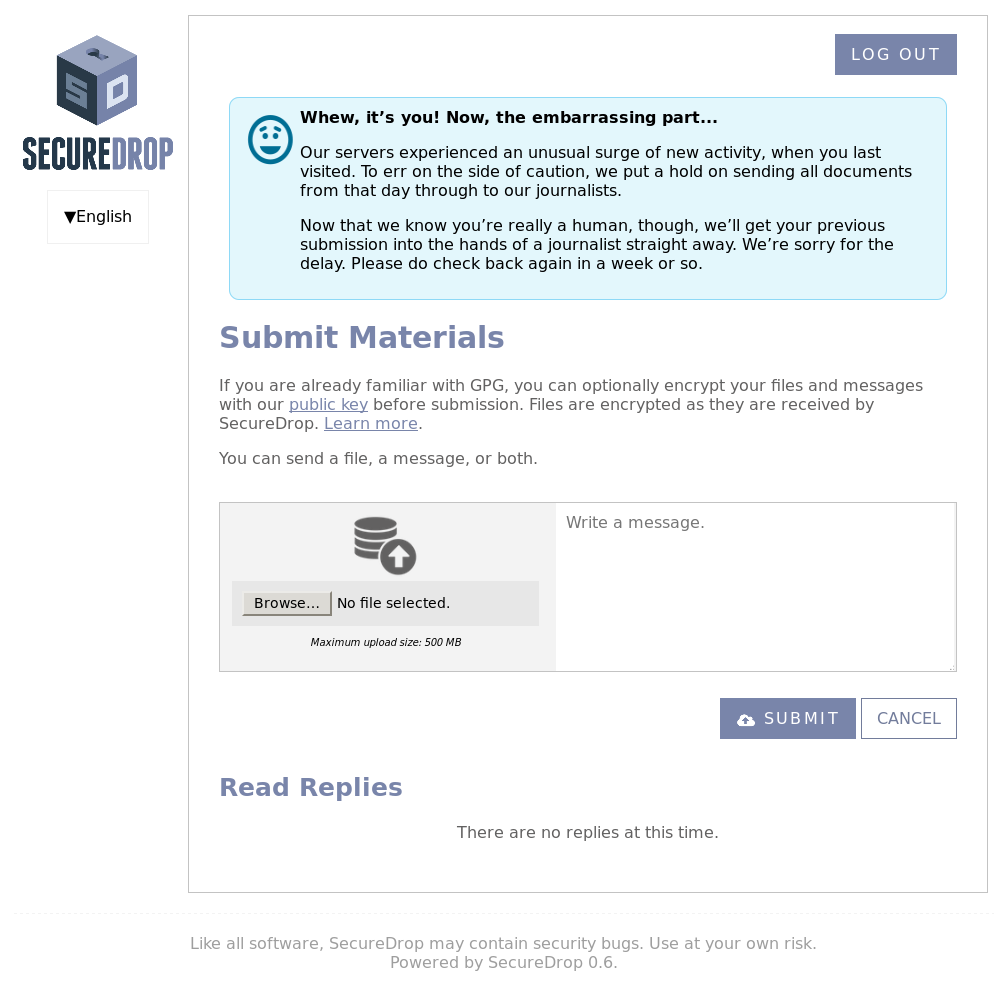 LOG OUT
SD
SECUREDROP
▼English
Whew, it’s you! Now, the embarrassing part...
Our servers experienced an unusual surge of new activity, when you last
visited. To err on the side of caution, we put a hold on sending all documents
from that day through to our journalists.
Now that we know you’re really a human, though, we’ll get your previous
submission into the hands of a journalist straight away. We’re sorry for the
delay. Please do check back again in a week or so.
Submit Materials
If you are already familiar with GPG, you can optionally encrypt your files and messages
with our public key before submission. Files are encrypted as they are received by
SecureDrop. Learn more.
You can send a file, a message, or both.
Write a message.
Browse... No file selected.
Maximum upload size: 500 MB
SUBMIT CANCEL
Read Replies
There are no replies at this time.
Like all software, SecureDrop may contain security bugs. Use at your own risk.
Powered by SecureDrop 0.6.